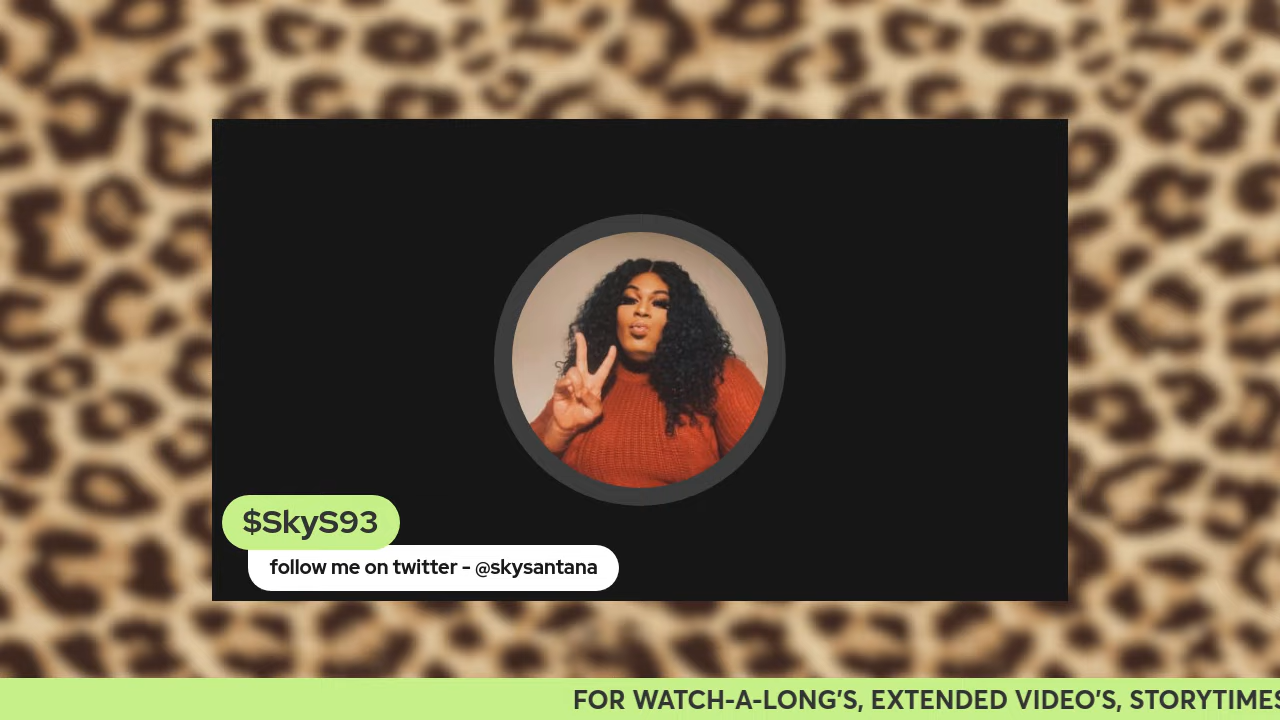 $SkyS93
follow me on twitter - @skysantana
FOR WATCH-A-LONG'S, EXTENDED VIDEO'S, STORYTIMES